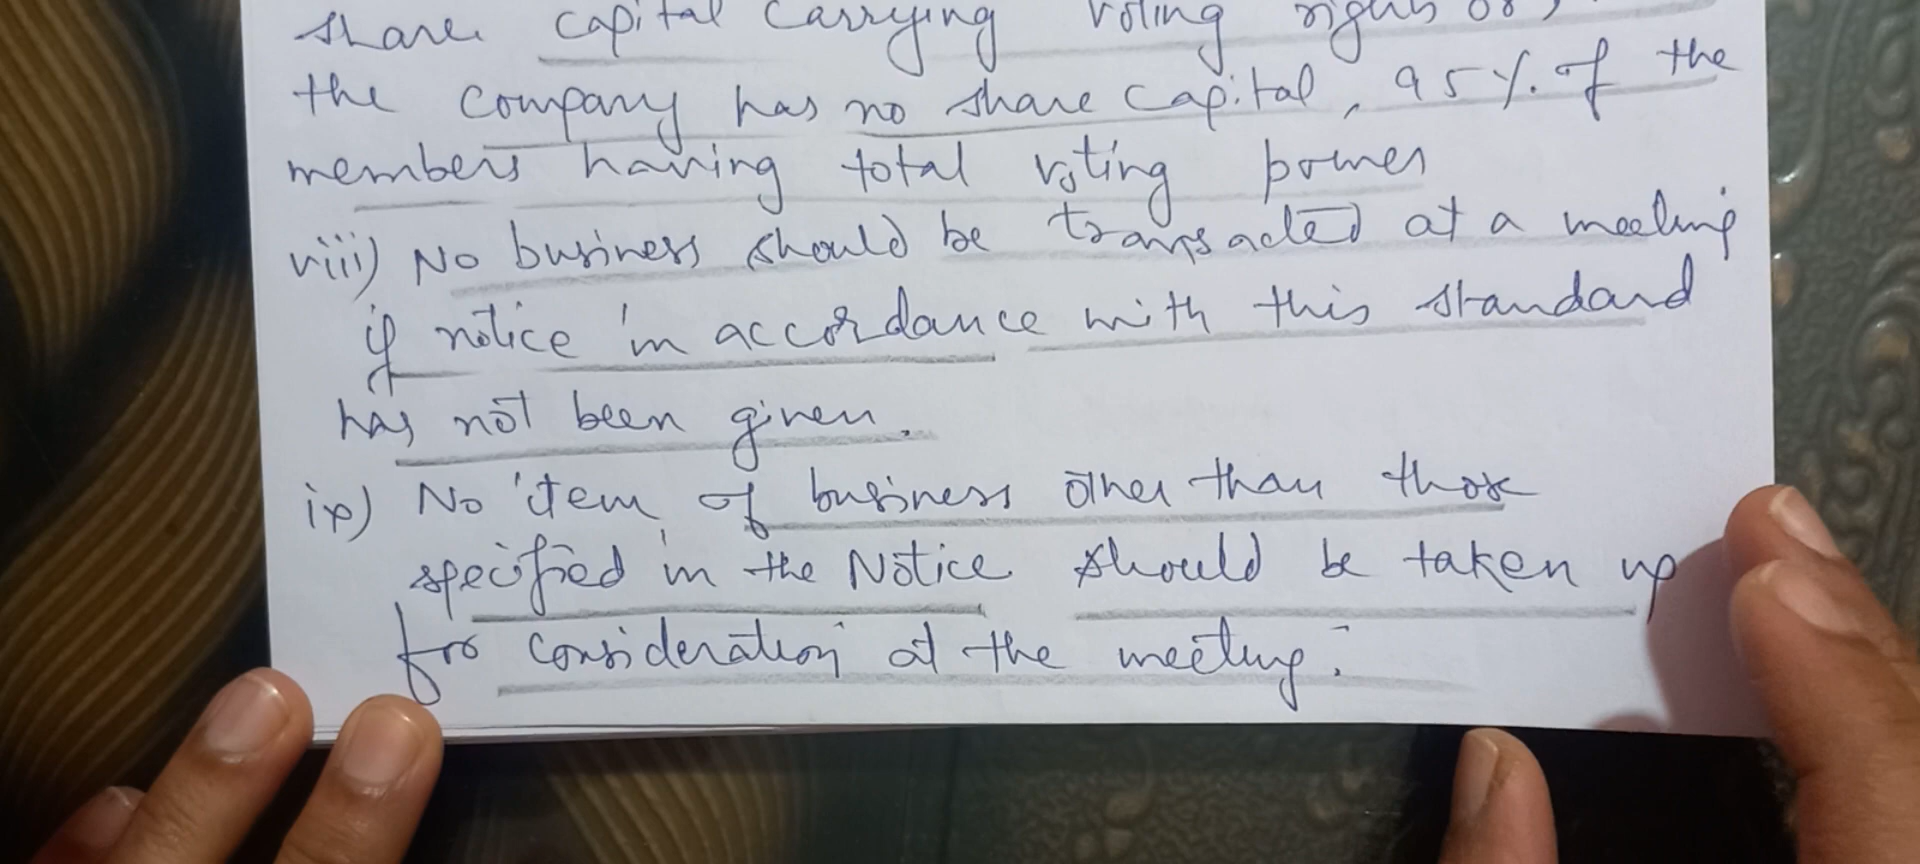 share capital carrying voting rights or,
the company has no share capital, 95% of the
members having total voting power
viii) No business should be transacted at a meeting
if notice in accordance with this standard
has not been given.
ix) No item of business other than those
specified in the Notice should be taken up
for consideration at the meeting.